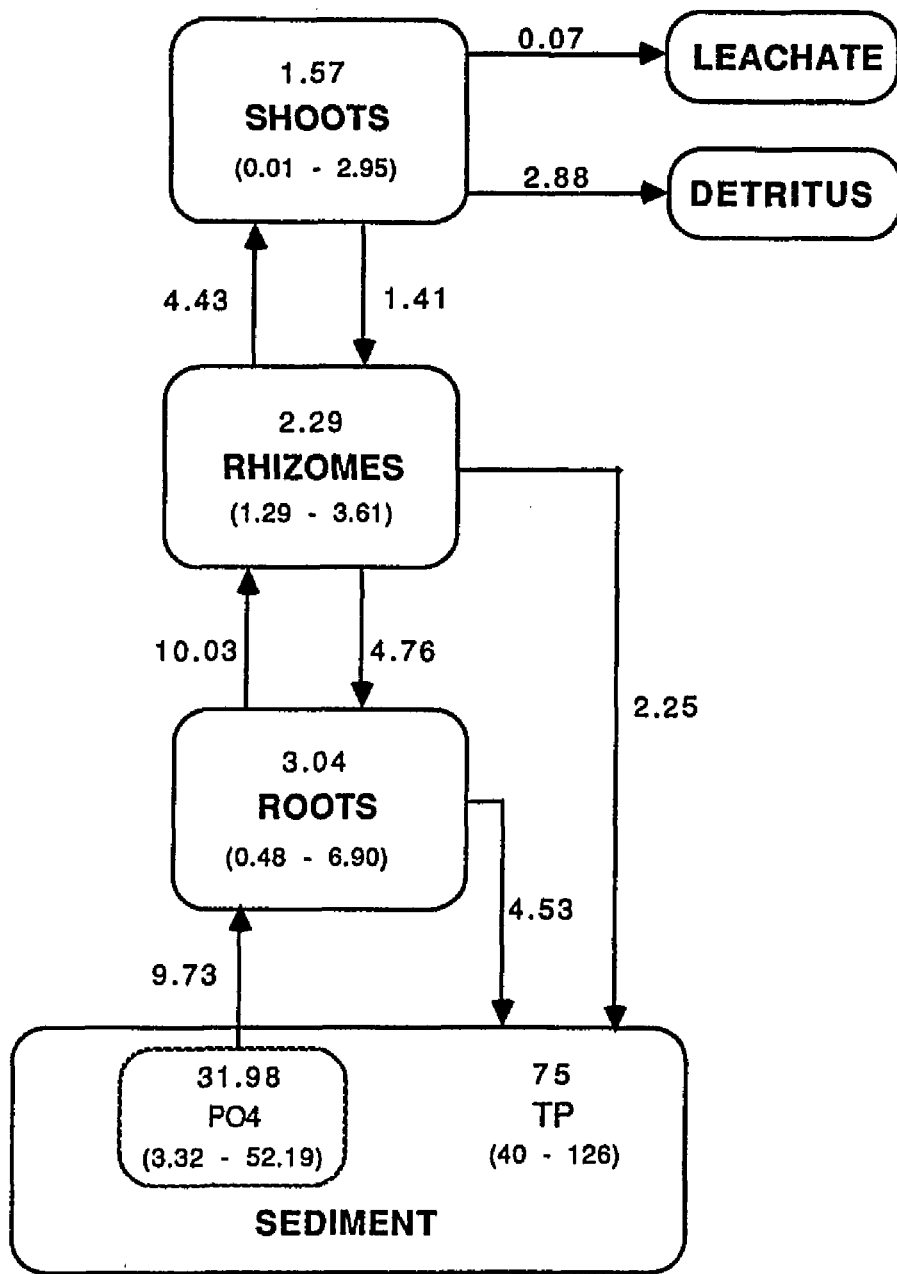 0.07
LEACHATE
1.57
SHOOTS
(0.01 - 2.95)
2.88
DETRITUS
4.43
1.41
2.29
RHIZOMES
(1.29 - 3.61)
10.03
4.76
2.25
3.04
ROOTS
(0.48 - 6.90)
4.53
9.73
31.98
PO4
(3.32 - 52.19)
75
TP
(40 - 126)
SEDIMENT